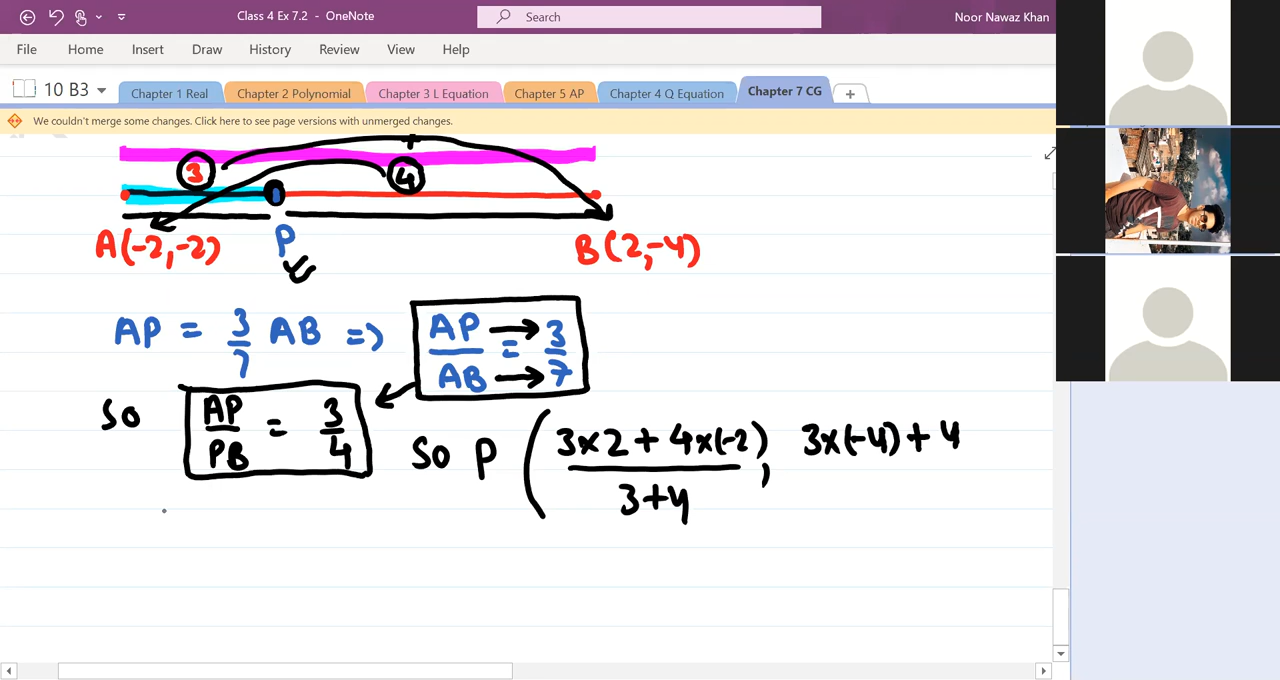 Class 4 Ex 7.2 - OneNote
Search
Noor Nawaz Khan
File Home Insert Draw History Review View Help
10 B3 Chapter 1 Real Chapter 2 Polynomial Chapter 3 L Equation Chapter 5 AP Chapter 4 Q Equation Chapter 7 CG
We couldn't merge some changes. Click here to see page versions with unmerged changes.
3 4
A(-2,-2) P B(2,-4)
AP = 3/7 AB => AP/AB = 3/7
So AP/PB = 3/4 So P ( (3x2 + 4x(-2))/(3+4) , 3x(-4) + 4